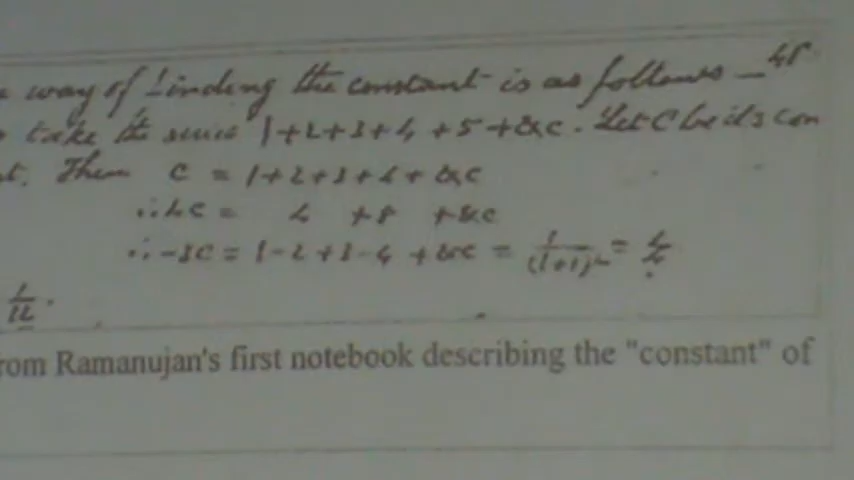 way of finding the constant is as follows — 41
take the series 1+2+3+4+5+&c. Let C be its con
t. Then c = 1+2+3+4+&c
∴ 4c = 4 +8 +&c
∴ -3c = 1-2+3-4+&c = 1/(1+1)² = 1/4
1/12.
rom Ramanujan's first notebook describing the "constant" of